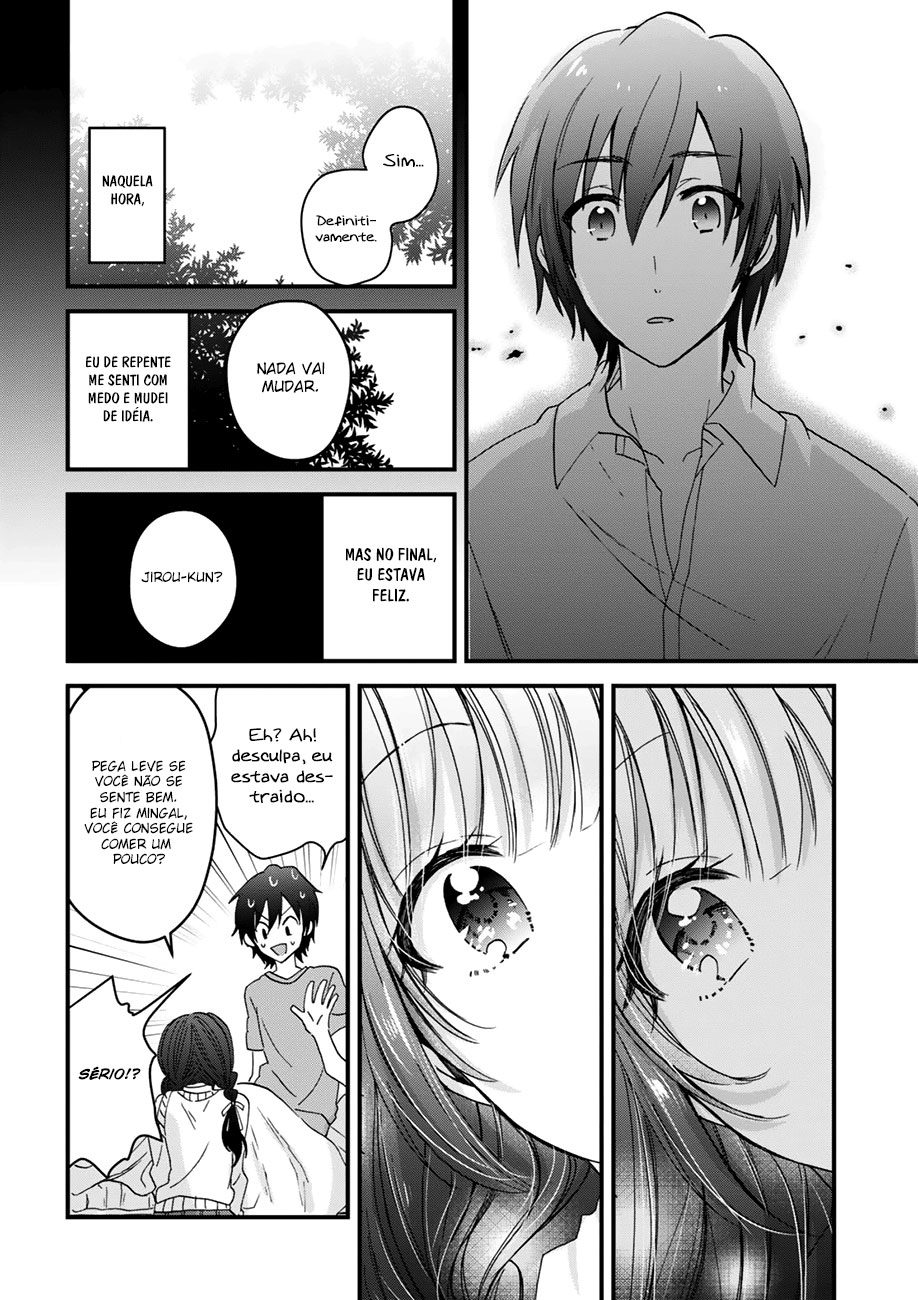 Sim...
Definiti-
vamente.
NAQUELA
HORA,
NADA VAI
MUDAR.
EU DE REPENTE
ME SENTI COM
MEDO E MUDEI
DE IDÉIA.
MAS NO FINAL,
EU ESTAVA
FELIZ.
JIROU-KUN?
Eh? Ah!
desculpa, eu
estava des-
traido...
PEGA LEVE SE
VOCÊ NÃO SE
SENTE BEM.
EU FIZ MINGAL,
VOCÊ CONSEGUE
COMER UM
POUCO?
SÉRIO!?